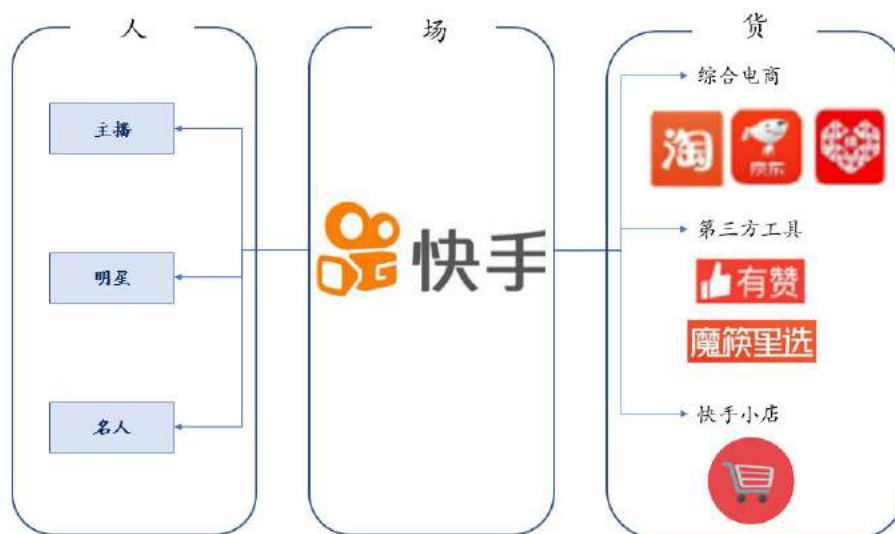 人
场
货
主播
明星
名人
快手
综合电商
淘
京东
拼
第三方工具
有赞
魔筷星选
快手小店